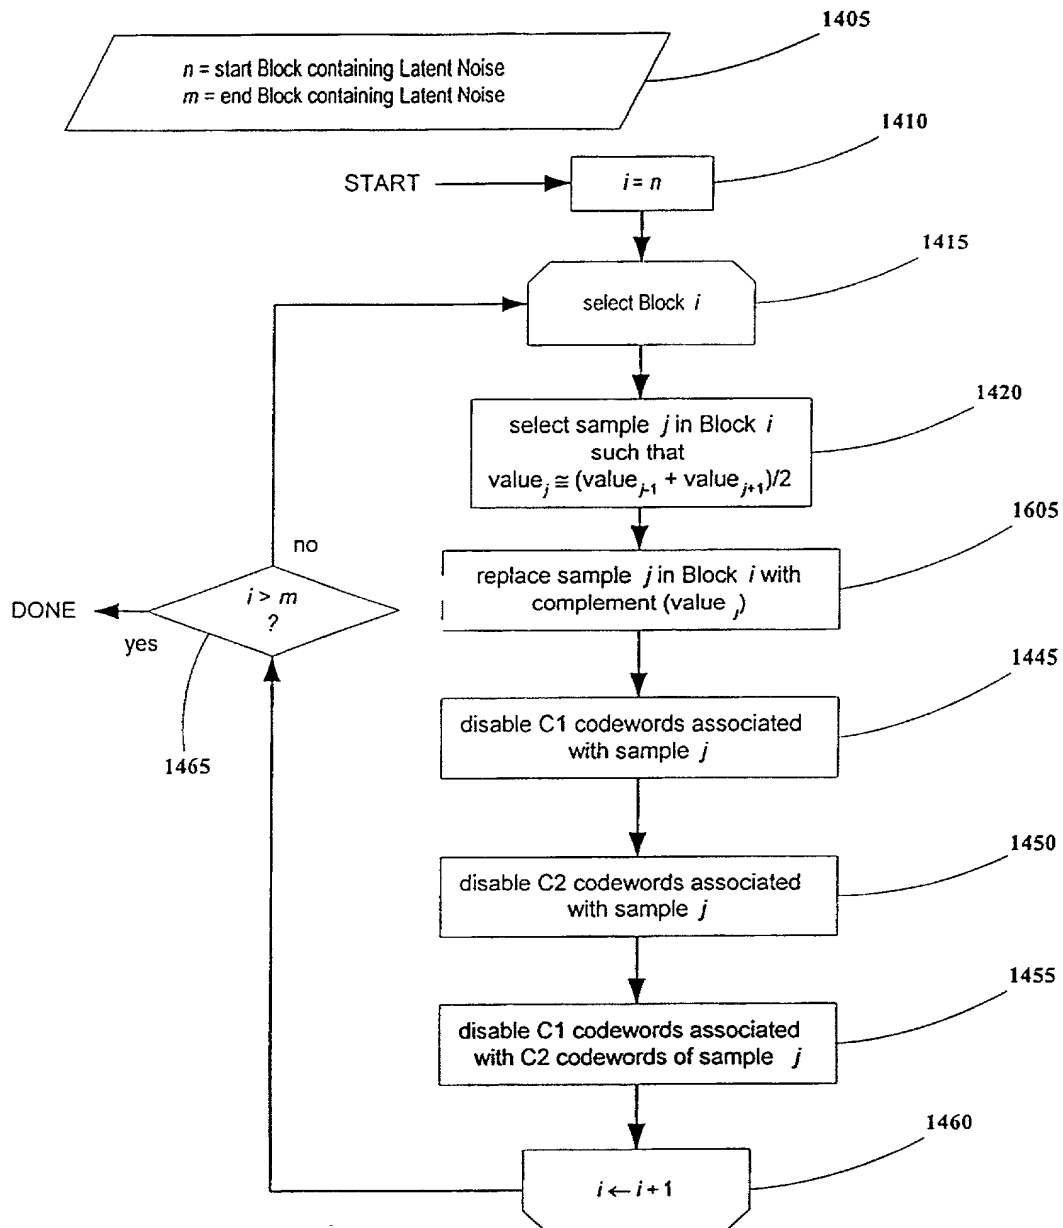 1405
n = start Block containing Latent Noise
m = end Block containing Latent Noise
1410
START
i = n
1415
select Block i
1420
select sample j in Block i
such that
value_j ≅ (value_j-1 + value_j+1)/2
1605
no
replace sample j in Block i with
complement (value_j)
i > m
?
DONE
yes
1445
disable C1 codewords associated
with sample j
1465
1450
disable C2 codewords associated
with sample j
1455
disable C1 codewords associated
with C2 codewords of sample j
1460
i ← i + 1